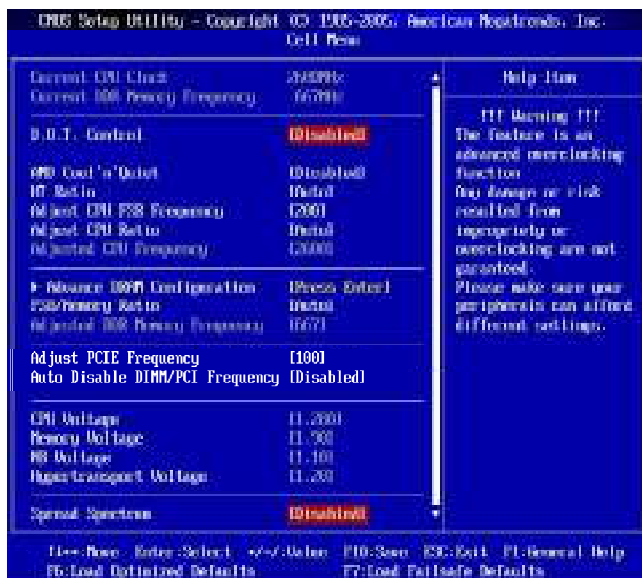 CMOS Setup Utility - Copyright (C) 1985-2005, American Megatrends, Inc.
Cell Menu
Current CPU Clock
Current DDR Memory Frequency 667MHz
Help Item
D.O.T. Control [Disabled]
AMD Cool'n'Quiet [Disabled]
HT Ratio [Auto]
Adjust CPU FSB Frequency [200]
Adjust CPU Ratio [Auto]
Adjusted CPU Frequency [2600]
▶ Advance DRAM Configuration [Press Enter]
FSB/Memory Ratio [Auto]
Adjusted DDR Memory Frequency [667]
Adjust PCIE Frequency [100]
Auto Disable DIMM/PCI Frequency [Disabled]
CPU Voltage
Memory Voltage
NB Voltage
Hypertransport Voltage
Spread Spectrum [Disabled]
!!! Warning !!!
The feature is an
advanced overclocking
function
Any damage or risk
resulted from
impropriety or
overclocking are not
guranteed.
Please make sure your
peripherals can afford
different settings.
↑↓←→:Move Enter:Select +/-/:Value F10:Save ESC:Exit F1:General Help
F6:Load Optimized Defaults F7:Load Failsafe Defaults